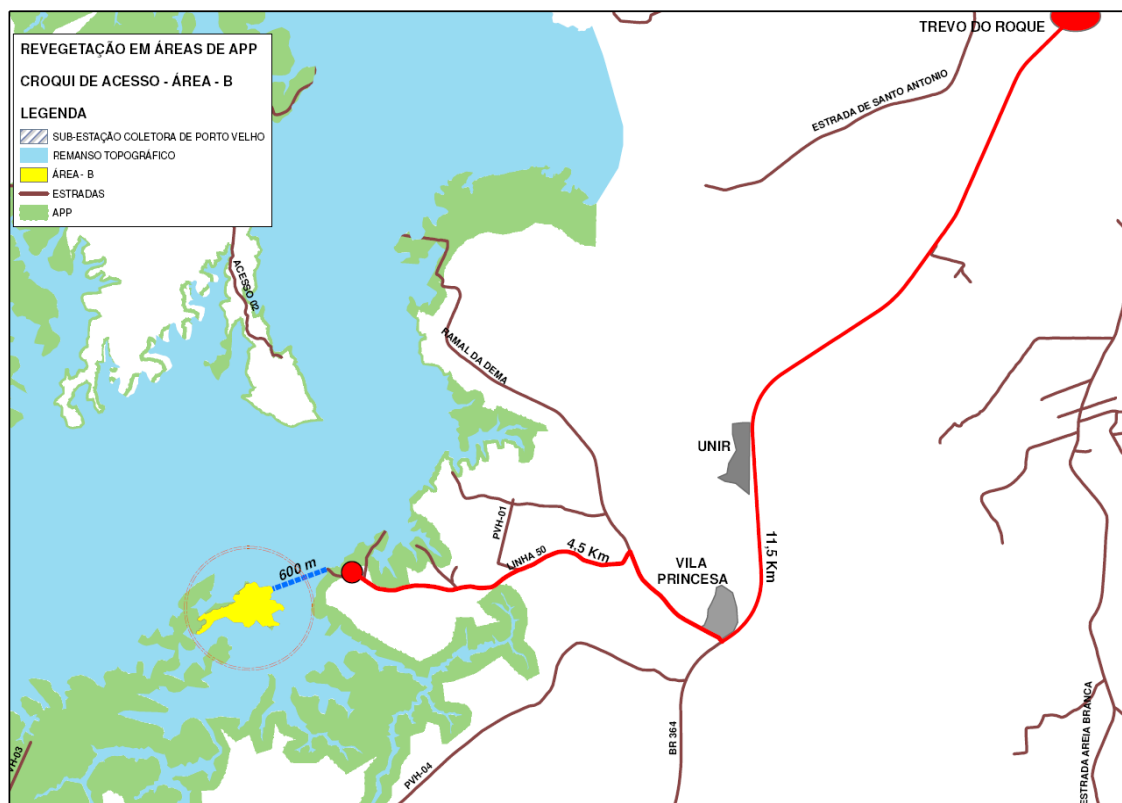 REVEGETAÇÃO EM ÁREAS DE APP
CROQUI DE ACESSO - ÁREA - B
LEGENDA
SUB-ESTAÇÃO COLETORA DE PORTO VELHO
REMANSO TOPOGRÁFICO
ÁREA - B
ESTRADAS
APP
TREVO DO ROQUE
ESTRADA DE SANTO ANTONIO
ACESSO 02
RAMAL DA DEMA
UNIR
PVH-01
LINHA 50
4,5 Km
11,5 Km
600 m
VILA
PRINCESA
BR 364
PVH-04
ESTRADA AREIA BRANCA
VH-03